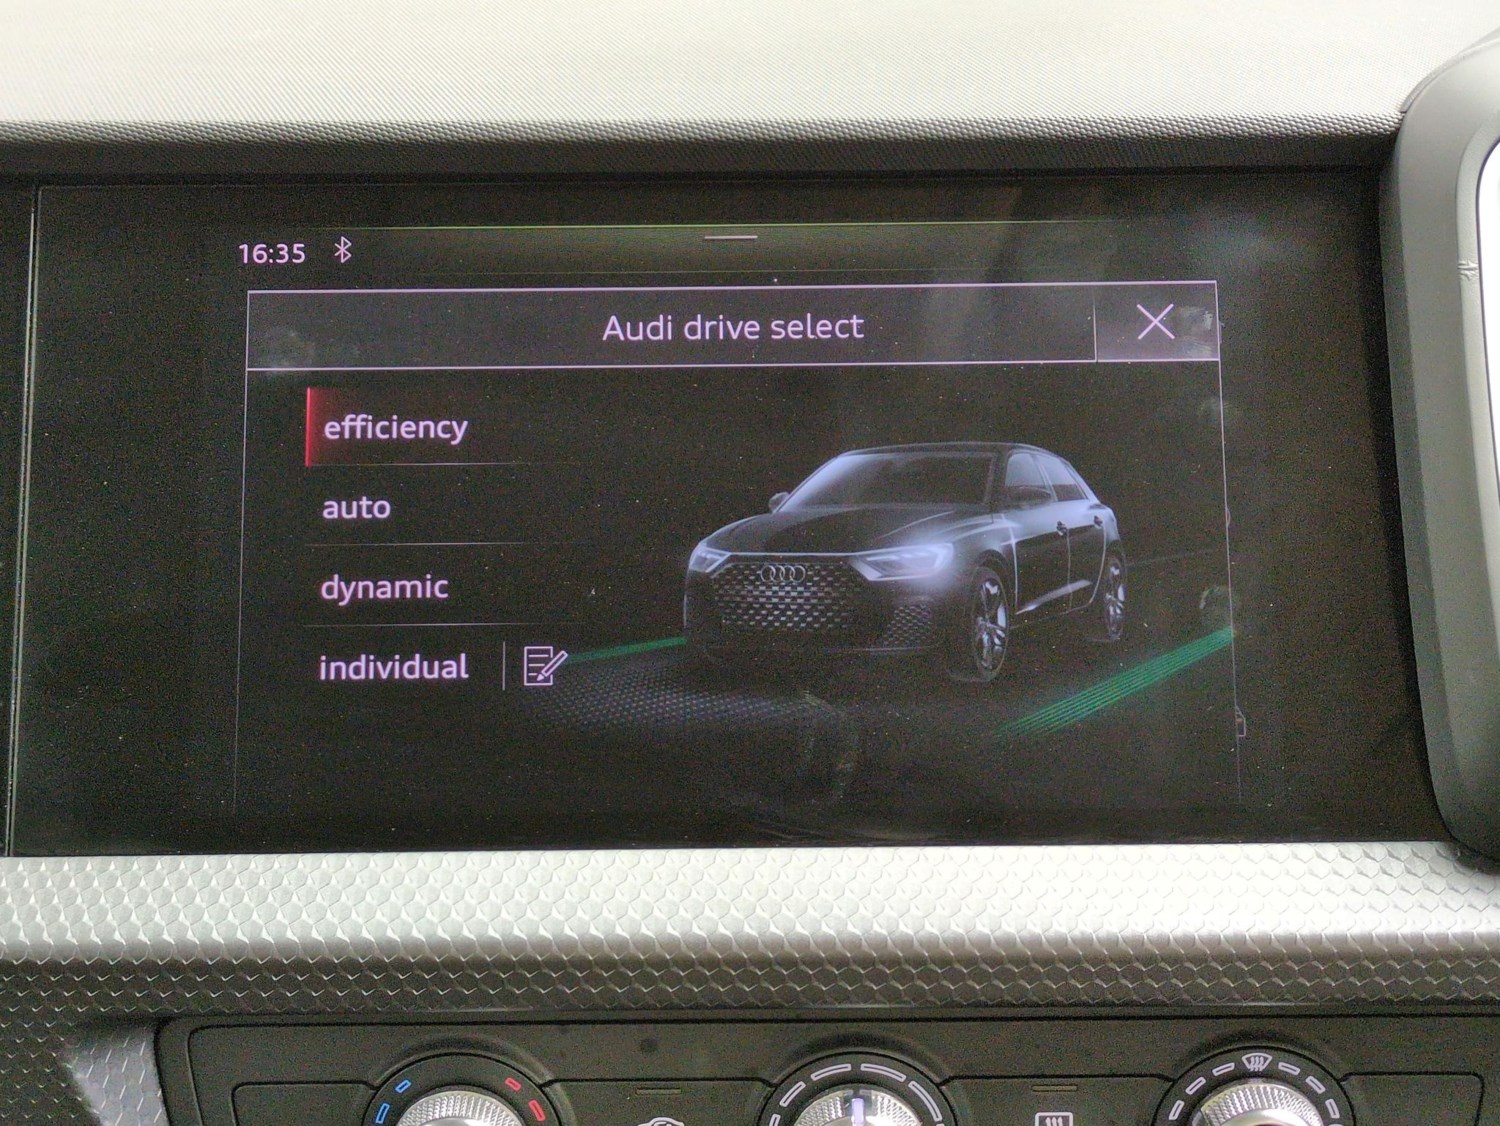 16:35
Audi drive select
efficiency
auto
dynamic
individual